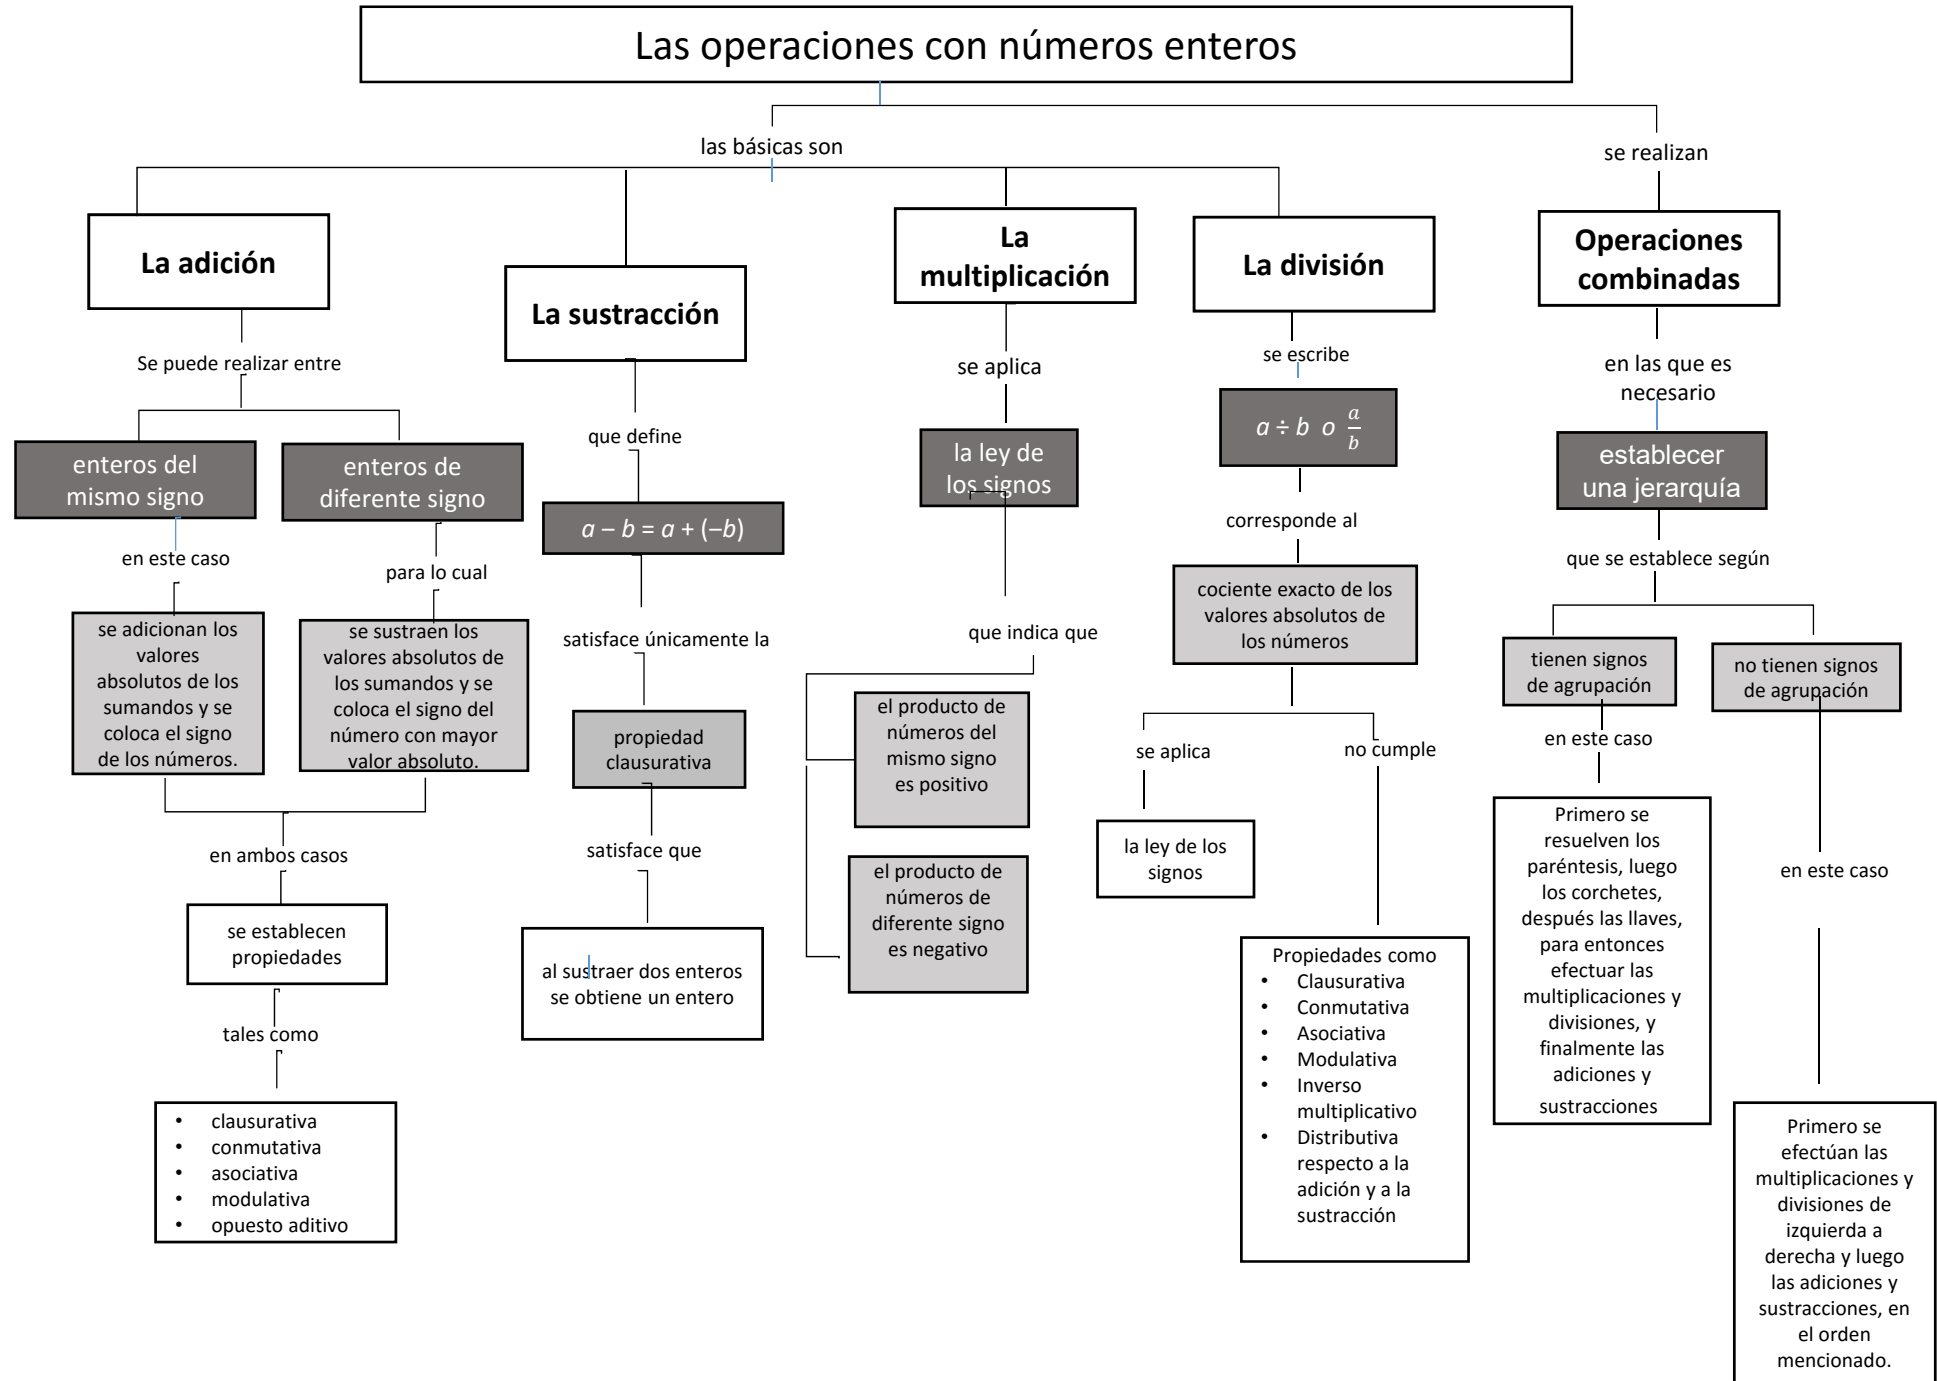 Las operaciones con números enteros
las básicas son
se realizan
La adición
Se puede realizar entre
enteros del
mismo signo
en este caso
se adicionan los
valores
absolutos de los
sumandos y se
coloca el signo
de los números.
enteros de
diferente signo
para lo cual
se sustraen los
valores absolutos de
los sumandos y se
coloca el signo del
número con mayor
valor absoluto.
en ambos casos
se establecen
propiedades
tales como
• clausurativa
• conmutativa
• asociativa
• modulativa
• opuesto aditivo
La sustracción
que define
a – b = a + (–b)
satisface únicamente la
propiedad
clausurativa
satisface que
al sustraer dos enteros
se obtiene un entero
La
multiplicación
se aplica
la ley de
los signos
que indica que
el producto de
números del
mismo signo
es positivo
el producto de
números de
diferente signo
es negativo
La división
se escribe
a ÷ b o a/b
corresponde al
cociente exacto de los
valores absolutos de
los números
se aplica
la ley de los
signos
no cumple
Propiedades como
• Clausurativa
• Conmutativa
• Asociativa
• Modulativa
• Inverso
multiplicativo
• Distributiva
respecto a la
adición y a la
sustracción
Operaciones
combinadas
en las que es
necesario
establecer
una jerarquía
que se establece según
tienen signos
de agrupación
en este caso
Primero se
resuelven los
paréntesis, luego
los corchetes,
después las llaves,
para entonces
efectuar las
multiplicaciones y
divisiones, y
finalmente las
adiciones y
sustracciones
no tienen signos
de agrupación
en este caso
Primero se
efectúan las
multiplicaciones y
divisiones de
izquierda a
derecha y luego
las adiciones y
sustracciones, en
el orden
mencionado.